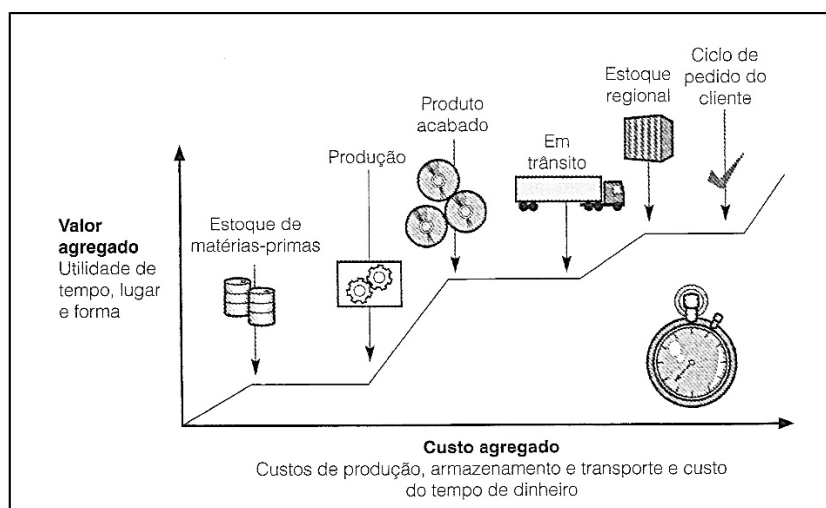 Ciclo de
pedido do
cliente
Estoque
regional
Produto
acabado
Em
trânsito
Produção
Estoque de
matérias-primas
Valor
agregado
Utilidade de
tempo, lugar
e forma
Custo agregado
Custos de produção, armazenamento e transporte e custo
do tempo de dinheiro